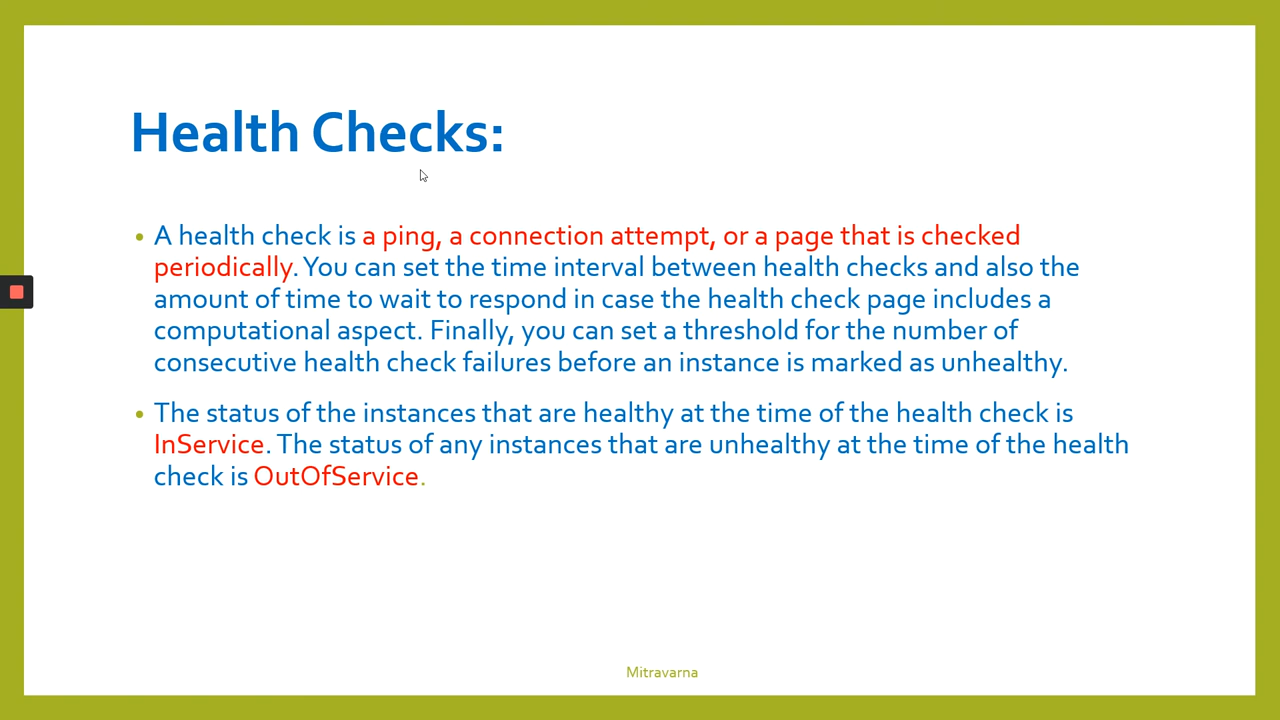 Health Checks:
• A health check is a ping, a connection attempt, or a page that is checked
periodically. You can set the time interval between health checks and also the
amount of time to wait to respond in case the health check page includes a
computational aspect. Finally, you can set a threshold for the number of
consecutive health check failures before an instance is marked as unhealthy.
• The status of the instances that are healthy at the time of the health check is
InService. The status of any instances that are unhealthy at the time of the health
check is OutOfService.
Mitravarna